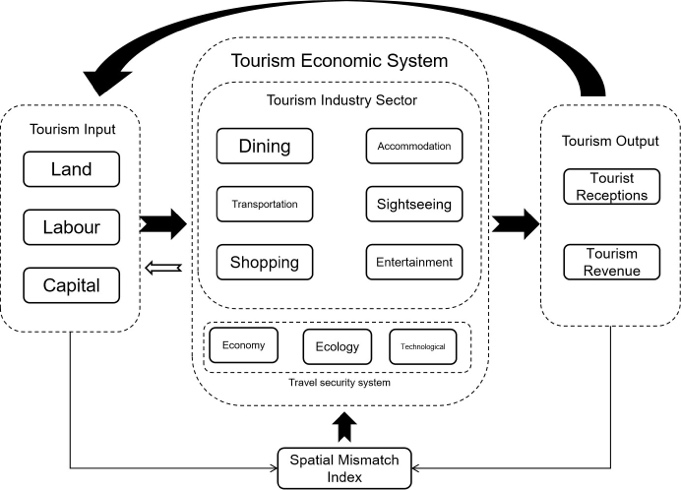 Tourism Economic System
Tourism Industry Sector
Tourism Input
Tourism Output
Dining
Accommodation
Land
Tourist
Receptions
Transportation
Sightseeing
Labour
Shopping
Entertainment
Tourism
Revenue
Capital
Economy
Ecology
Technological
Travel security system
Spatial Mismatch
Index